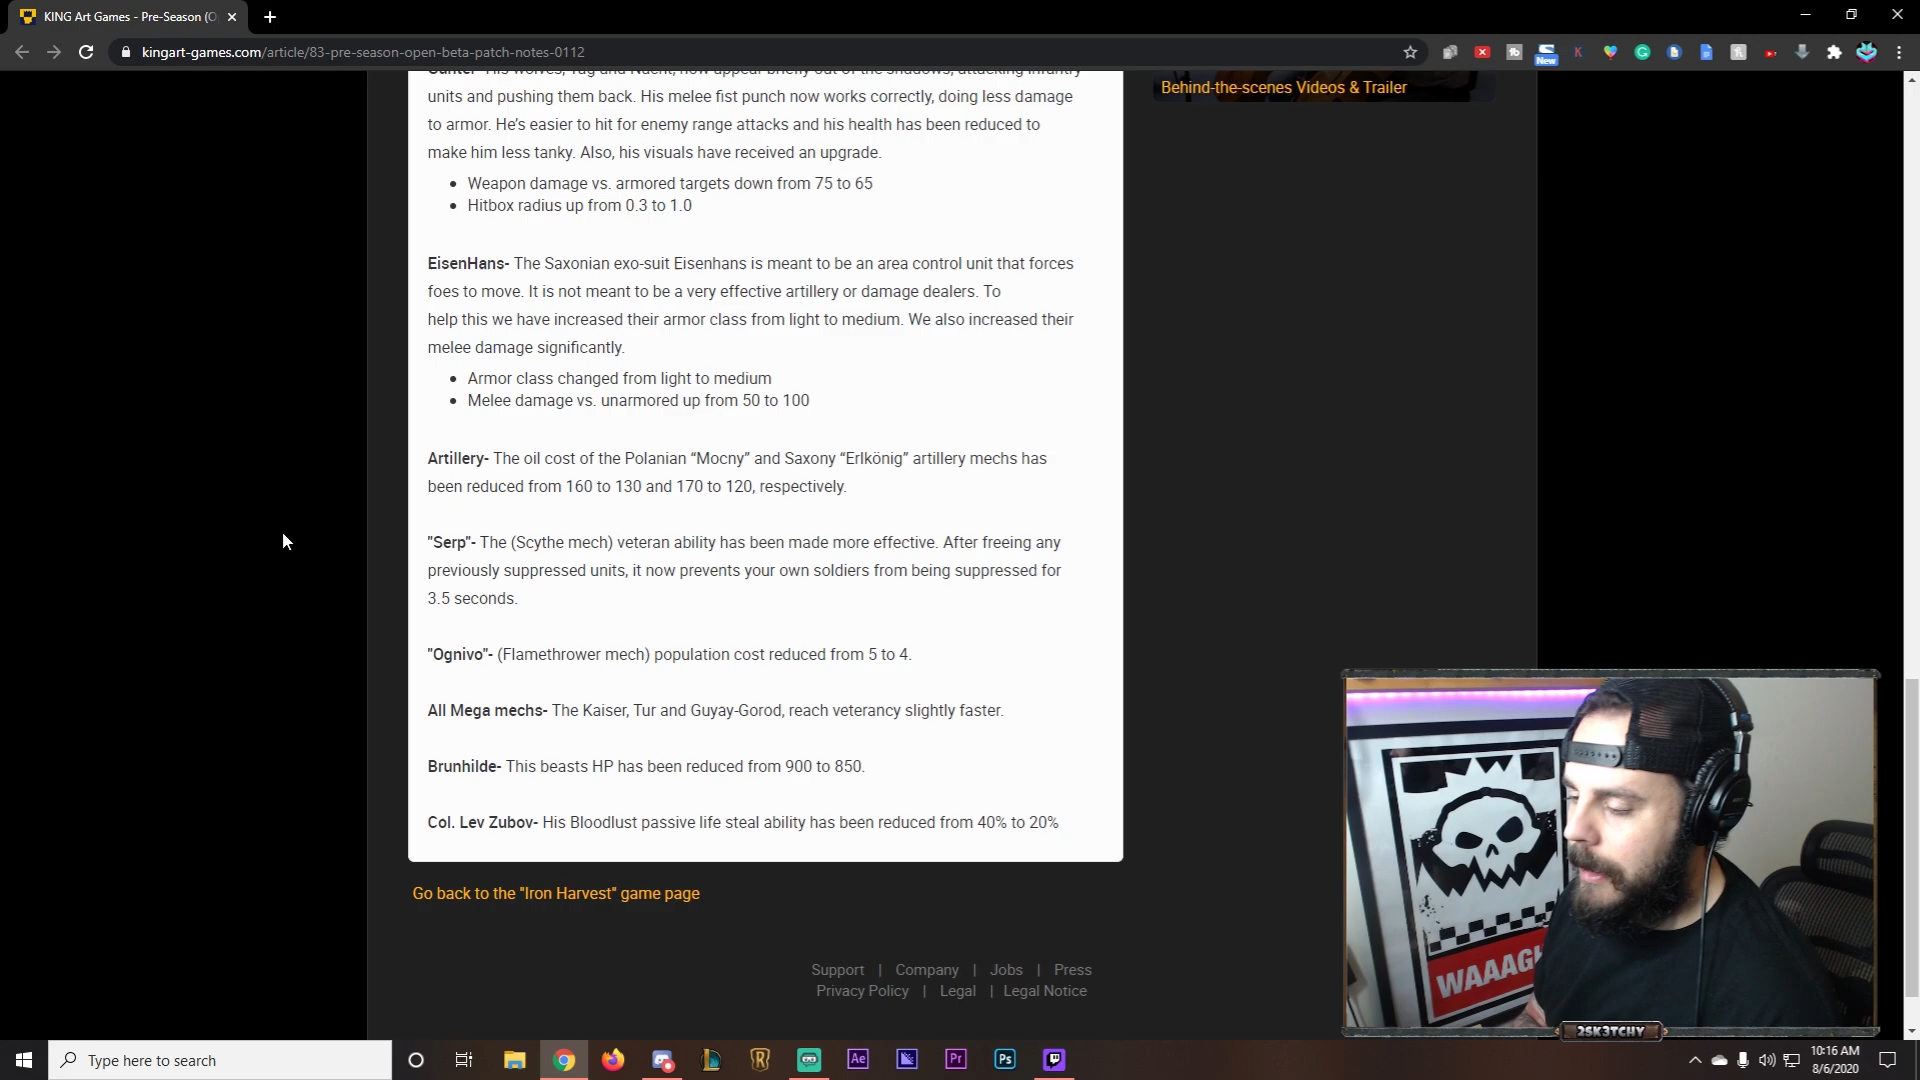 KING Art Games - Pre-Season (O
kingart-games.com/article/83-pre-season-open-beta-patch-notes-0112
New
Behind-the-scenes Videos & Trailer
units and pushing them back. His melee fist punch now works correctly, doing less damage
to armor. He's easier to hit for enemy range attacks and his health has been reduced to
make him less tanky. Also, his visuals have received an upgrade.
Weapon damage vs. armored targets down from 75 to 65
Hitbox radius up from 0.3 to 1.0
EisenHans- The Saxonian exo-suit Eisenhans is meant to be an area control unit that forces
foes to move. It is not meant to be a very effective artillery or damage dealers. To
help this we have increased their armor class from light to medium. We also increased their
melee damage significantly.
Armor class changed from light to medium
Melee damage vs. unarmored up from 50 to 100
Artillery- The oil cost of the Polanian “Mocny” and Saxony “Erlkönig” artillery mechs has
been reduced from 160 to 130 and 170 to 120, respectively.
"Serp"- The (Scythe mech) veteran ability has been made more effective. After freeing any
previously suppressed units, it now prevents your own soldiers from being suppressed for
3.5 seconds.
"Ognivo"- (Flamethrower mech) population cost reduced from 5 to 4.
All Mega mechs- The Kaiser, Tur and Guyay-Gorod, reach veterancy slightly faster.
Brunhilde- This beasts HP has been reduced from 900 to 850.
Col. Lev Zubov- His Bloodlust passive life steal ability has been reduced from 40% to 20%
Go back to the "Iron Harvest" game page
Support | Company | Jobs | Press
Privacy Policy | Legal | Legal Notice
WAAAGH
2SK3TCHY
Type here to search
Ae
Pr
Ps
10:16 AM
8/6/2020